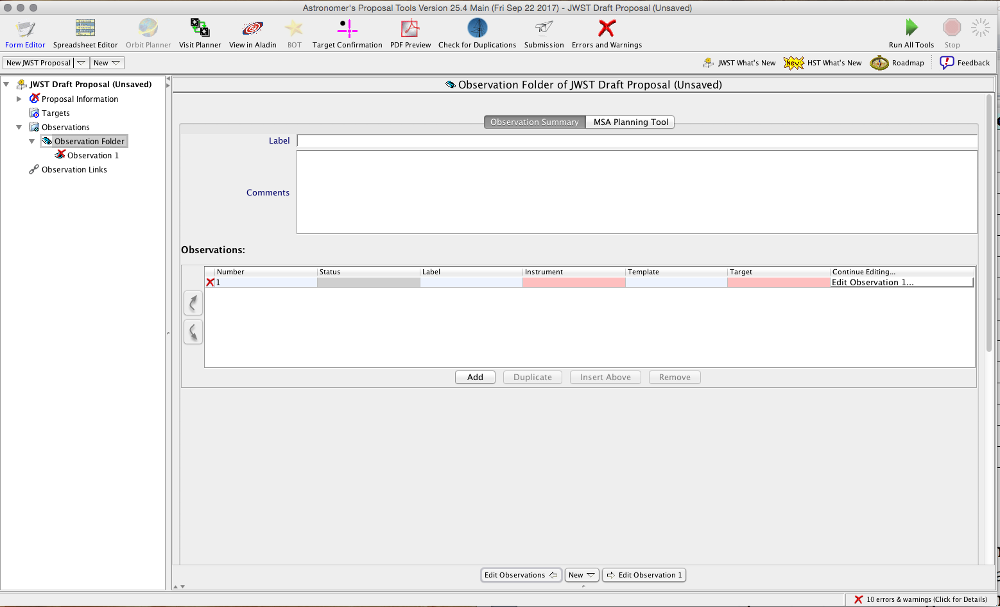 Astronomer's Proposal Tools Version 25.4 Main (Fri Sep 22 2017) - JWST Draft Proposal (Unsaved)
Form Editor Spreadsheet Editor Orbit Planner Visit Planner View in Aladin BOT Target Confirmation PDF Preview Check for Duplications Submission Errors and Warnings Run All Tools Stop
New JWST Proposal New JWST What's New New! HST What's New Roadmap Feedback
JWST Draft Proposal (Unsaved)
Proposal Information
Targets
Observations
Observation Folder
Observation 1
Observation Links
Observation Folder of JWST Draft Proposal (Unsaved)
Observation Summary MSA Planning Tool
Label
Comments
Observations:
Number Status Label Instrument Template Target Continue Editing...
1 Edit Observation 1...
Add Duplicate Insert Above Remove
Edit Observations New Edit Observation 1
10 errors & warnings (Click for Details)